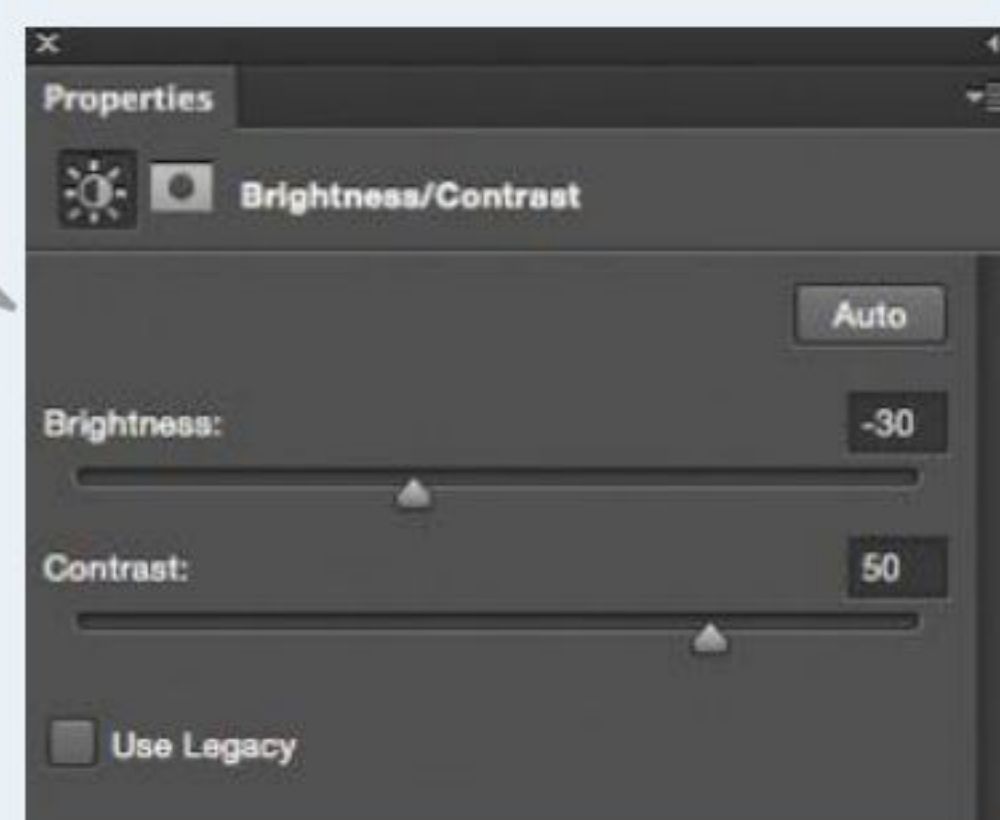 Properties
Brightness/Contrast
Auto
Brightness:
-30
Contrast:
50
Use Legacy